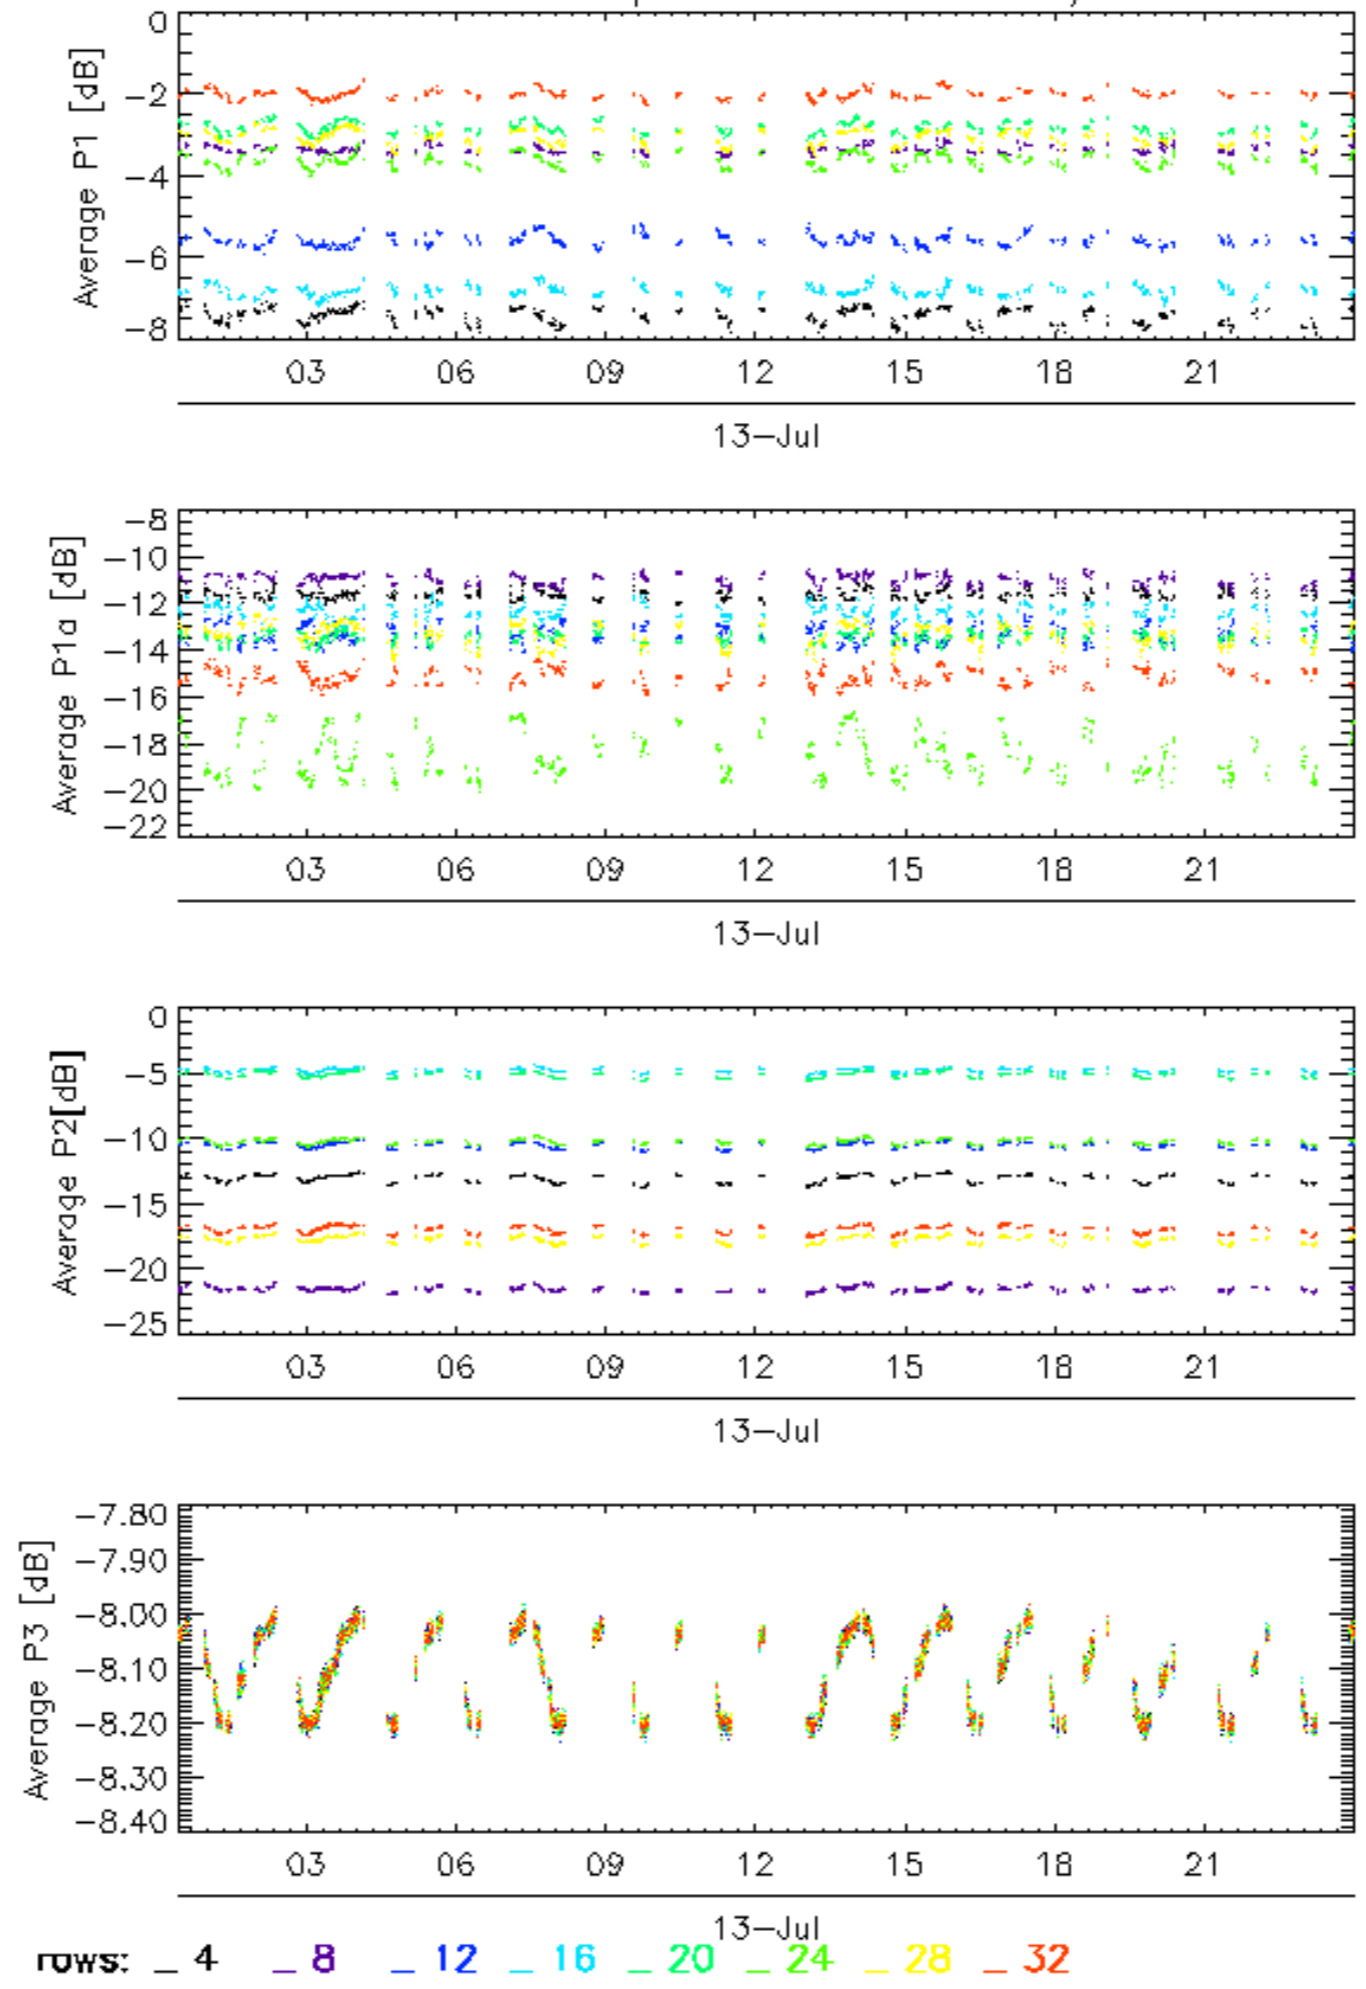 0
−2
−4
−6
−8
Average P1 [dB]
03 06 09 12 15 18 21
13−Jul
−8
−10
−12
−14
−16
−18
−20
−22
Average P1a [dB]
03 06 09 12 15 18 21
13−Jul
0
−5
−10
−15
−20
−25
Average P2[dB]
03 06 09 12 15 18 21
13−Jul
−7.80
−7.90
−8.00
−8.10
−8.20
−8.30
−8.40
Average P3 [dB]
03 06 09 12 15 18 21
13−Jul
rows: _ 4 _ 8 _ 12 _ 16 _ 20 _ 24 _ 28 _ 32